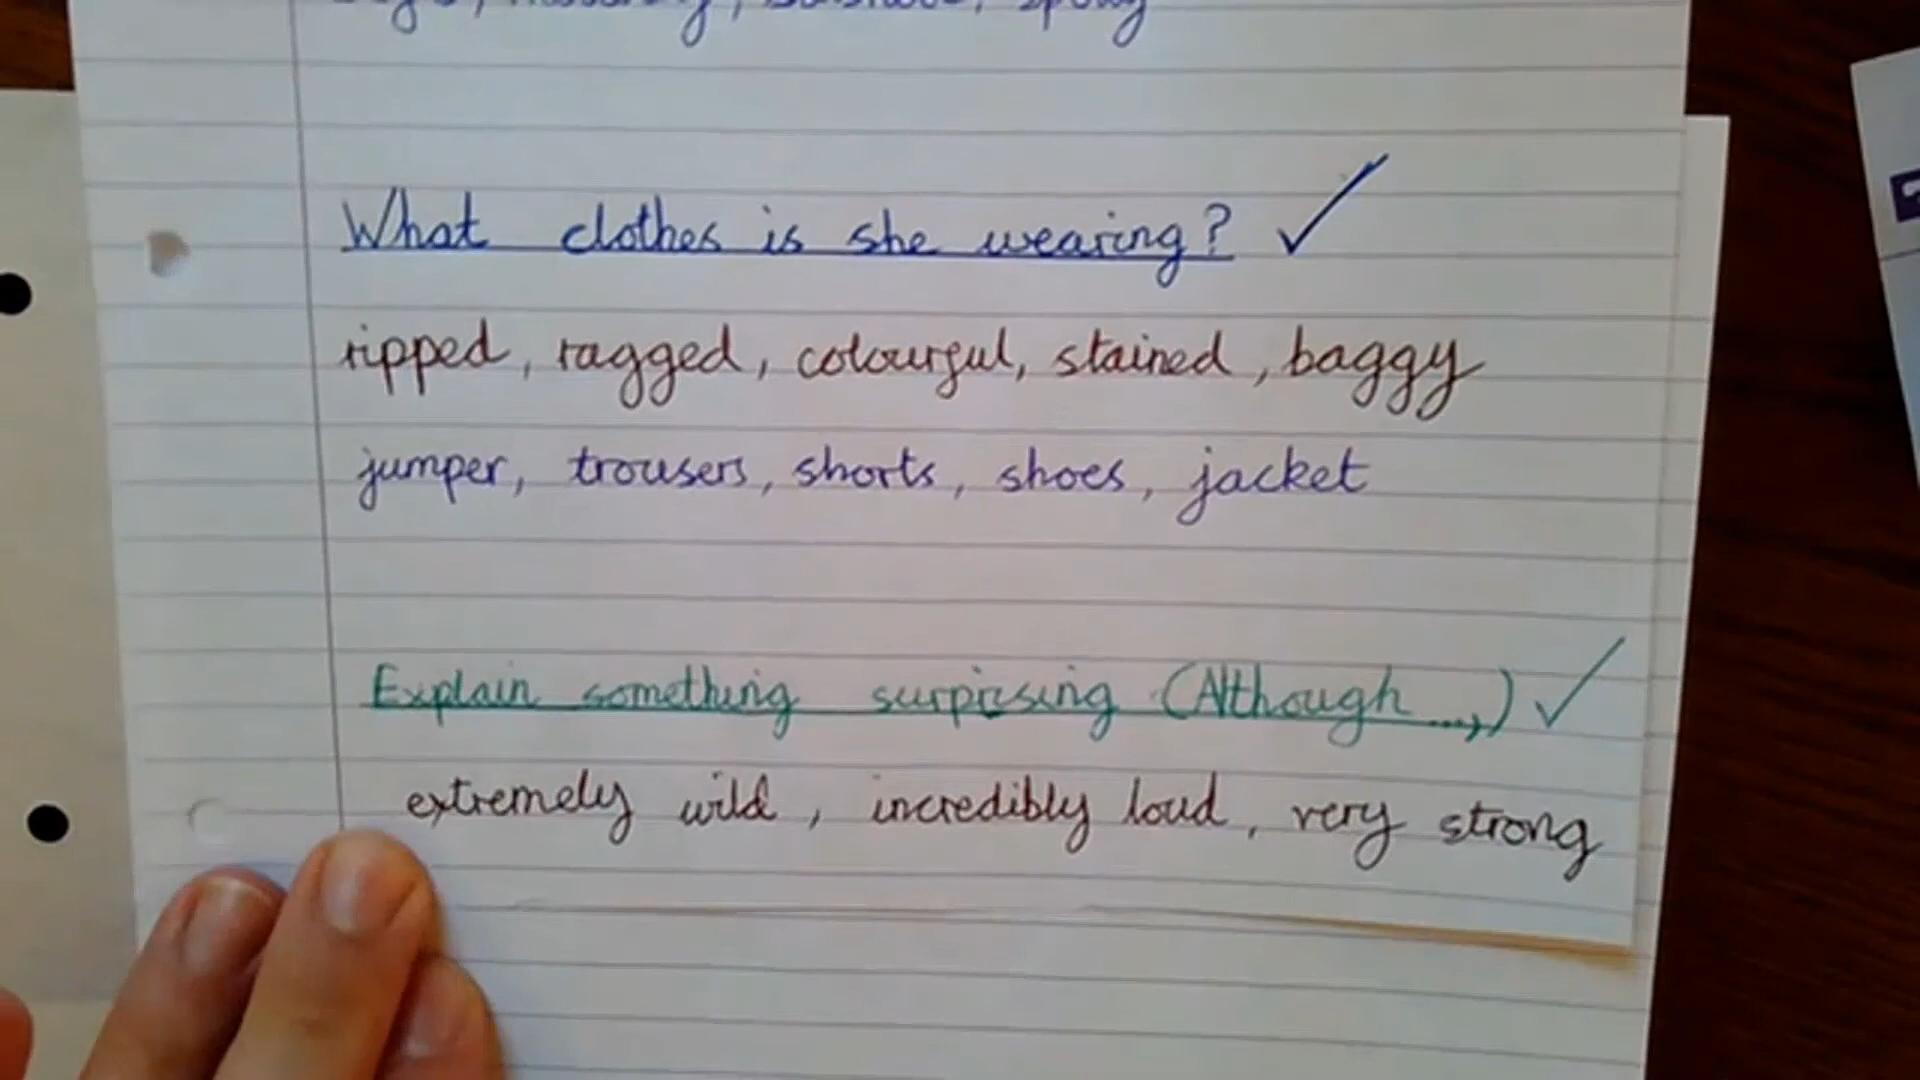 What clothes is she wearing? ✓
ripped, ragged, colourful, stained, baggy
jumper, trousers, shorts, shoes, jacket
Explain something surprising (Although ...,) ✓
extremely wild, incredibly loud, very strong